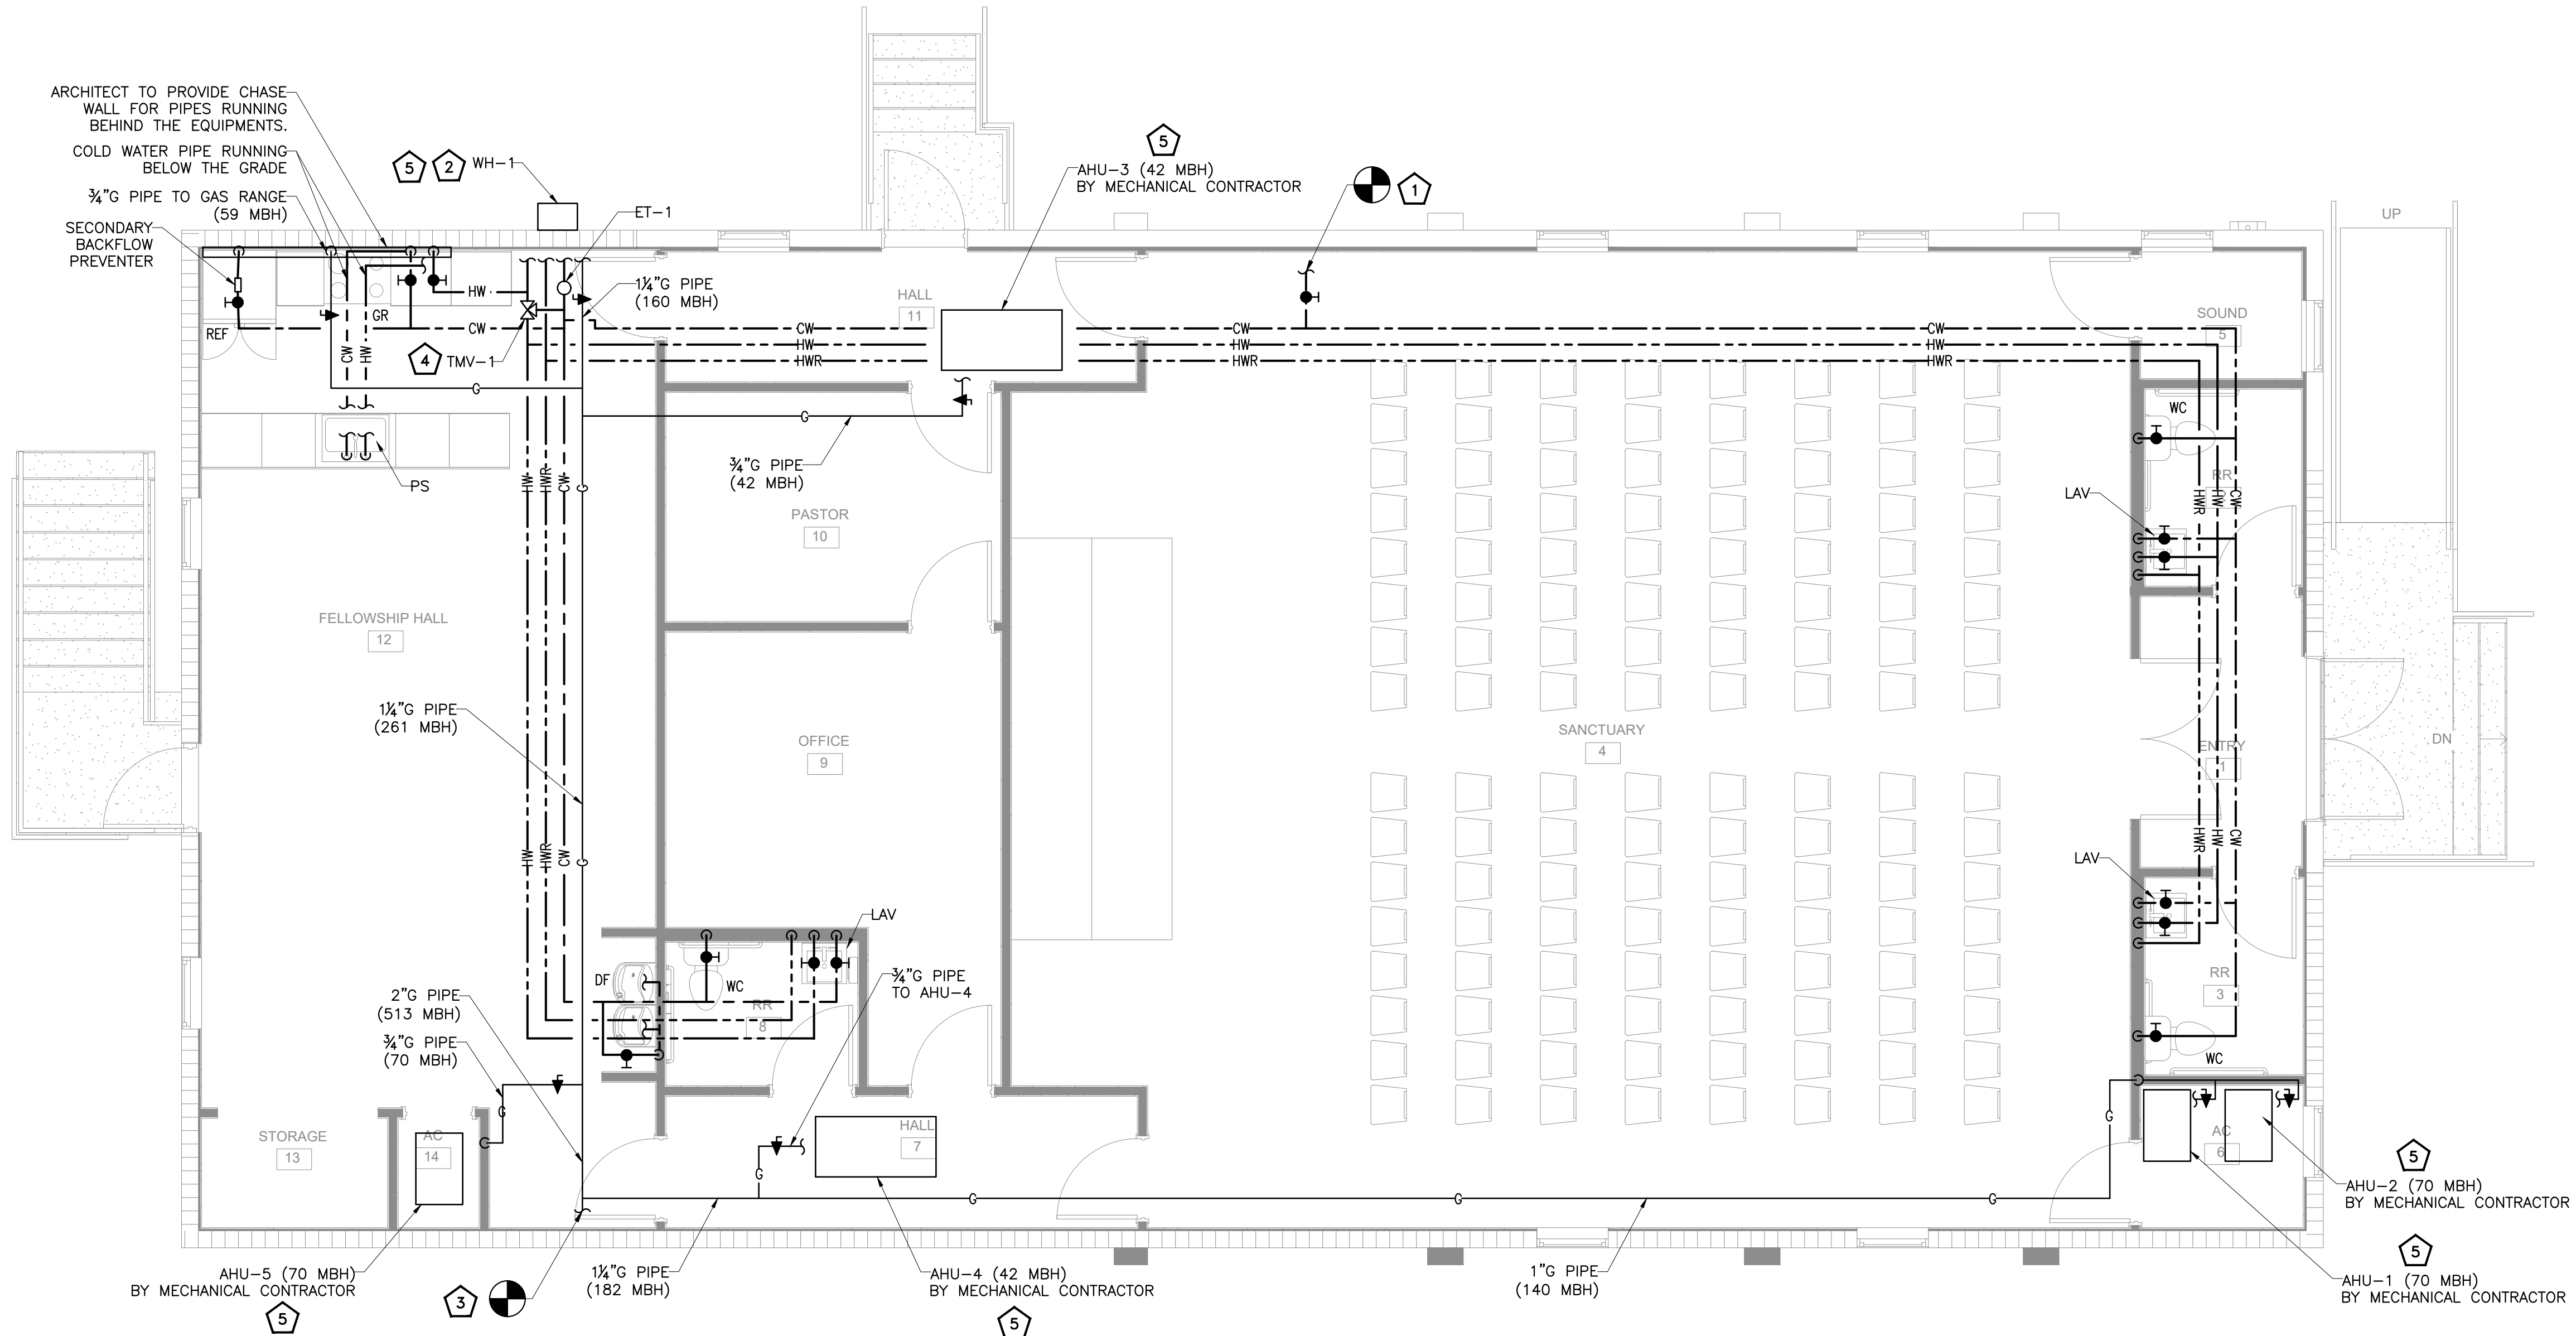 ARCHITECT TO PROVIDE CHASE
WALL FOR PIPES RUNNING
BEHIND THE EQUIPMENTS.
COLD WATER PIPE RUNNING
BELOW THE GRADE
¾"G PIPE TO GAS RANGE
(59 MBH)
SECONDARY
BACKFLOW
PREVENTER
5
2
WH-1
ET-1
5
AHU-3 (42 MBH)
BY MECHANICAL CONTRACTOR
1
UP
1¼"G PIPE
(160 MBH)
HALL
11
SOUND
5
HW
GR
REF
CW
CW
CW
CW
HW
HW
HW
HWR
HWR
HWR
4
TMV-1
CW
HW
G
G
¾"G PIPE
(42 MBH)
PS
HW
HWR
CW
G
PASTOR
10
WC
RR
LAV
HWR
HW
CW
FELLOWSHIP HALL
12
1¼"G PIPE
(261 MBH)
OFFICE
9
SANCTUARY
4
ENTRY
1
DN
HW
HWR
CW
G
HWR
HW
CW
LAV
LAV
DF
WC
RR
8
¾"G PIPE
TO AHU-4
RR
3
WC
2"G PIPE
(513 MBH)
¾"G PIPE
(70 MBH)
G
STORAGE
13
AC
14
HALL
7
G
G
G
G
G
AC
6
5
AHU-2 (70 MBH)
BY MECHANICAL CONTRACTOR
5
AHU-1 (70 MBH)
BY MECHANICAL CONTRACTOR
AHU-5 (70 MBH)
BY MECHANICAL CONTRACTOR
5
3
1¼"G PIPE
(182 MBH)
AHU-4 (42 MBH)
BY MECHANICAL CONTRACTOR
5
1"G PIPE
(140 MBH)